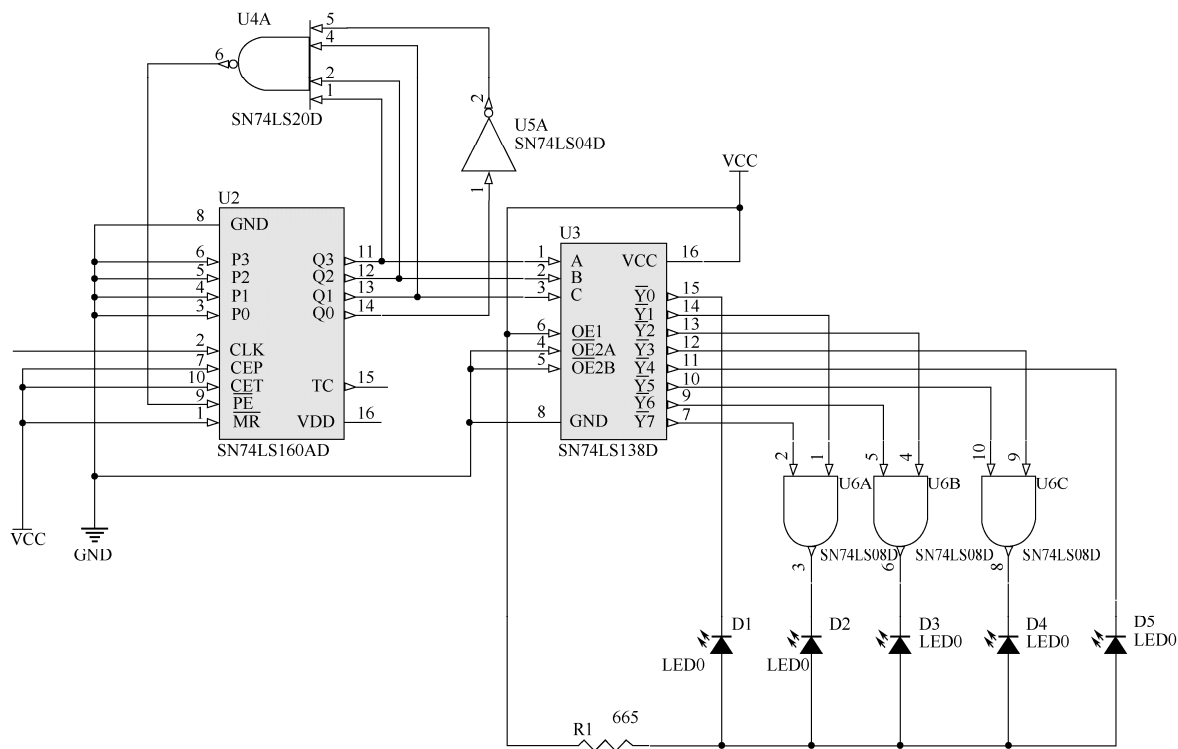 U4A
5
4
2
1
6
SN74LS20D
2
U5A
SN74LS04D
1
VCC
U2
8 GND
6 P3 Q3 11
5 P2 Q2 12
4 P1 Q1 13
3 P0 Q0 14
2 CLK
7 CEP
10 CET TC 15
9 PE
1 MR VDD 16
SN74LS160AD
VCC
GND
U3
1 A VCC 16
2 B
3 C Y0 15
Y1 14
6 OE1 Y2 13
4 OE2A Y3 12
5 OE2B Y4 11
Y5 10
Y6 9
8 GND Y7 7
SN74LS138D
2 1 U6A
5 4 U6B
10 9 U6C
SN74LS08D
SN74LS08D
SN74LS08D
3
6
8
D1
LED0
D2
LED0
D3
LED0
D4
LED0
D5
LED0
R1 665